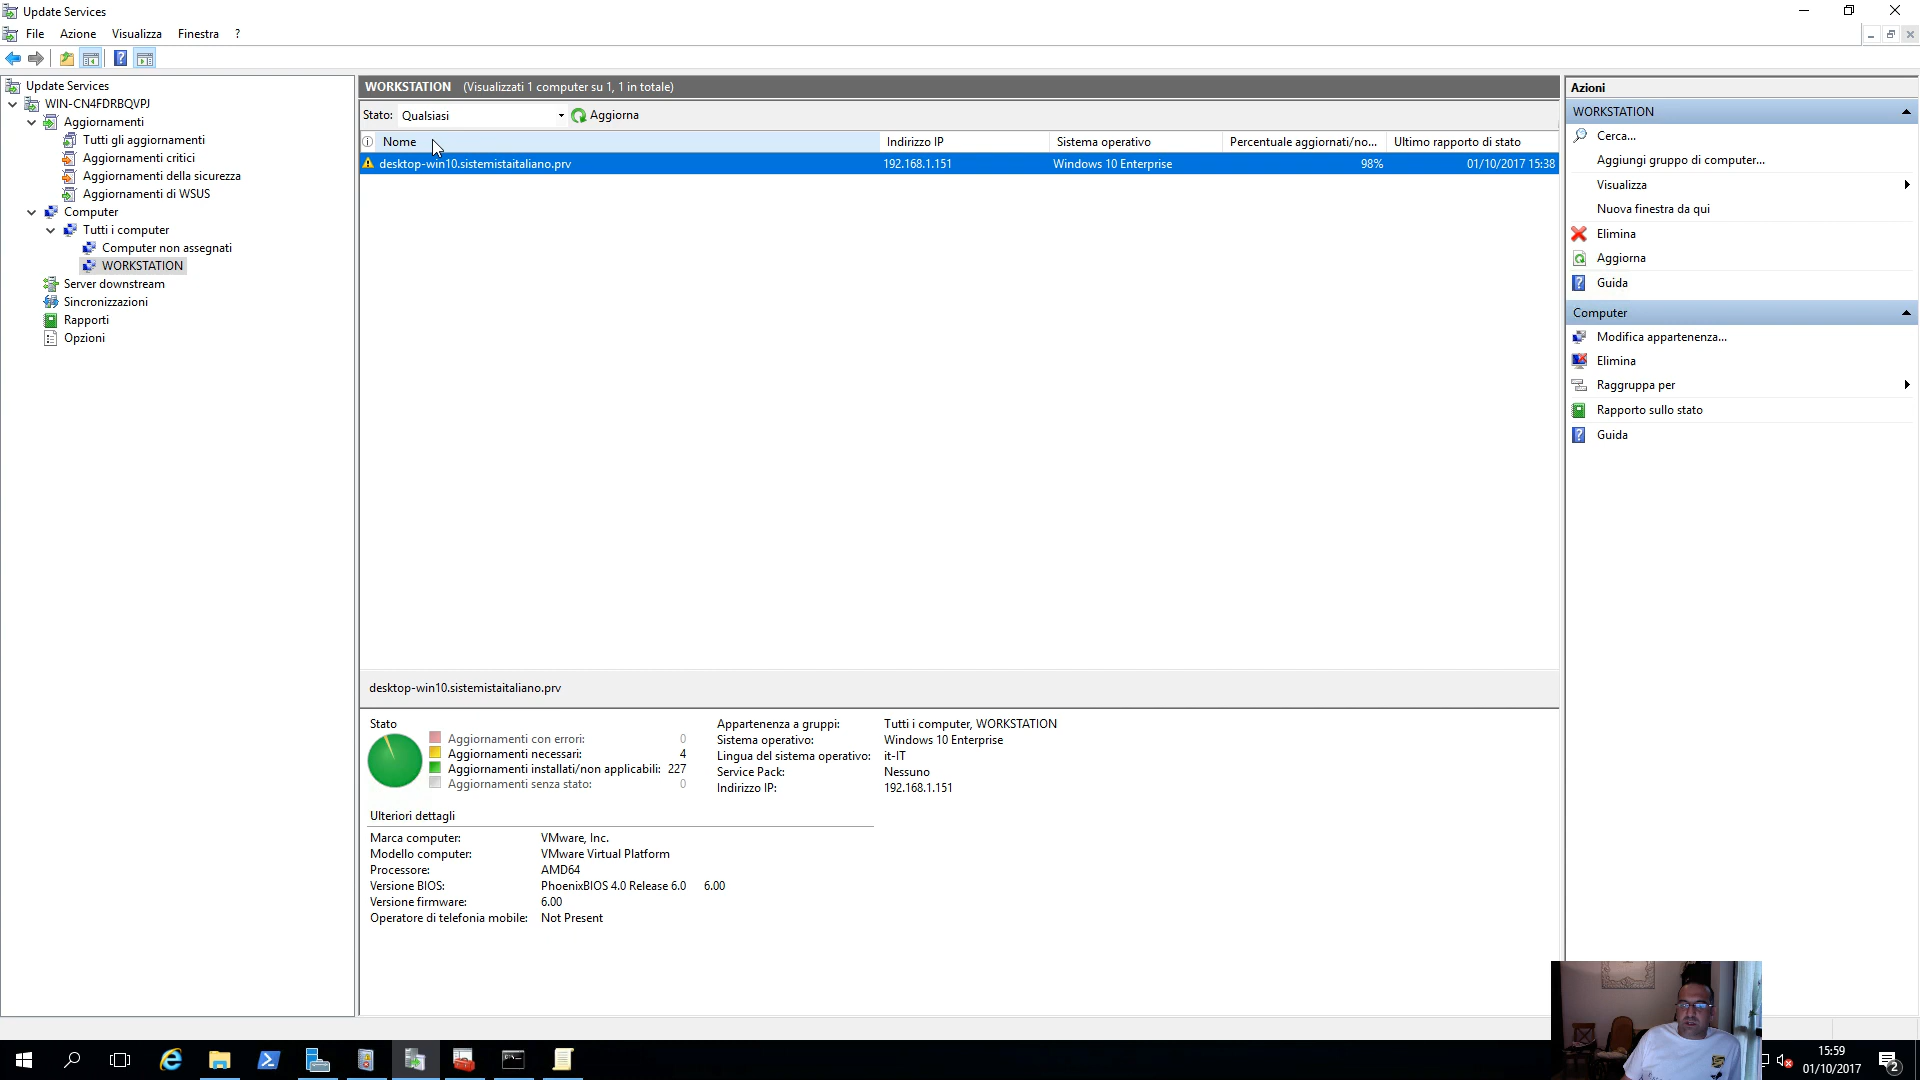 Update Services
File Azione Visualizza Finestra ?
Update Services
WIN-CN4FDRBQVPJ
Aggiornamenti
Tutti gli aggiornamenti
Aggiornamenti critici
Aggiornamenti della sicurezza
Aggiornamenti di WSUS
Computer
Tutti i computer
Computer non assegnati
WORKSTATION
Server downstream
Sincronizzazioni
Rapporti
Opzioni
WORKSTATION (Visualizzati 1 computer su 1, 1 in totale)
Stato: Qualsiasi Aggiorna
Nome Indirizzo IP Sistema operativo Percentuale aggiornati/no... Ultimo rapporto di stato
desktop-win10.sistemistaitaliano.prv 192.168.1.151 Windows 10 Enterprise 98% 01/10/2017 15:38
desktop-win10.sistemistaitaliano.prv
Stato
Aggiornamenti con errori: 0
Aggiornamenti necessari: 4
Aggiornamenti installati/non applicabili: 227
Aggiornamenti senza stato: 0
Appartenenza a gruppi: Tutti i computer, WORKSTATION
Sistema operativo: Windows 10 Enterprise
Lingua del sistema operativo: it-IT
Service Pack: Nessuno
Indirizzo IP: 192.168.1.151
Ulteriori dettagli
Marca computer: VMware, Inc.
Modello computer: VMware Virtual Platform
Processore: AMD64
Versione BIOS: PhoenixBIOS 4.0 Release 6.0 6.00
Versione firmware: 6.00
Operatore di telefonia mobile: Not Present
Azioni
WORKSTATION
Cerca...
Aggiungi gruppo di computer...
Visualizza
Nuova finestra da qui
Elimina
Aggiorna
Guida
Computer
Modifica appartenenza...
Elimina
Raggruppa per
Rapporto sullo stato
Guida
15:59
01/10/2017
2